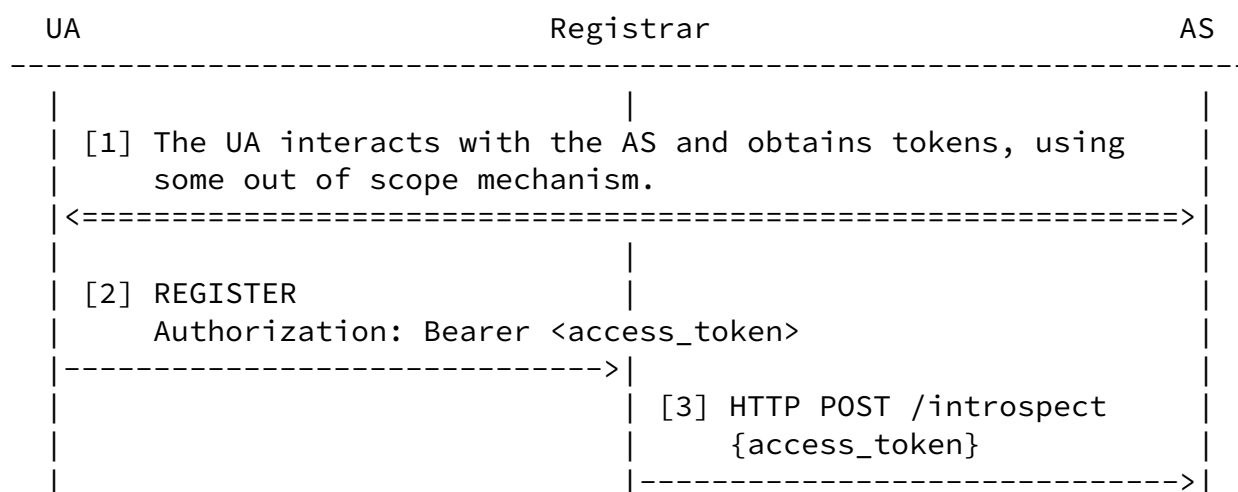 UA Registrar AS
---------------------------------------------------------------------
| | |
| [1] The UA interacts with the AS and obtains tokens, using |
| some out of scope mechanism. |
|<=============================================================>|
| | |
| [2] REGISTER | |
| Authorization: Bearer <access_token> |
|------------------------------>| |
| | [3] HTTP POST /introspect |
| | {access_token} |
| |------------------------------>|